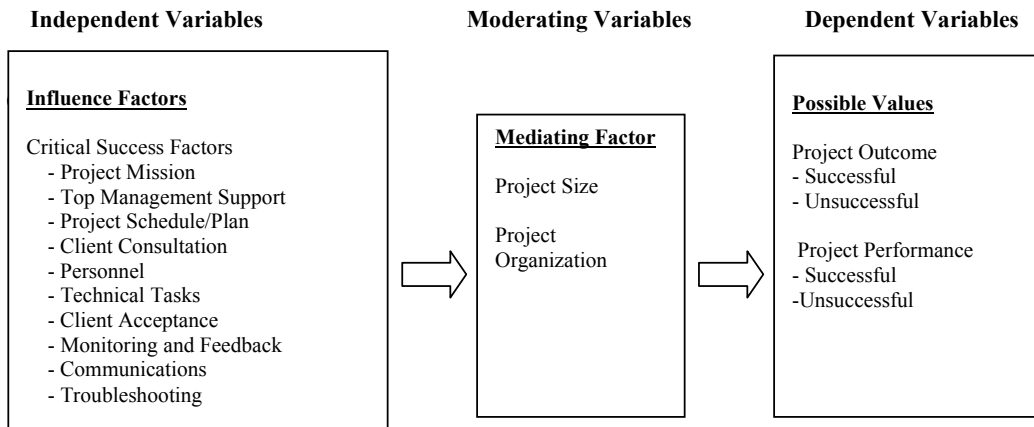 Independent Variables
Moderating Variables
Dependent Variables
Influence Factors
Critical Success Factors
- Project Mission
- Top Management Support
- Project Schedule/Plan
- Client Consultation
- Personnel
- Technical Tasks
- Client Acceptance
- Monitoring and Feedback
- Communications
- Troubleshooting
Mediating Factor
Project Size
Project
Organization
Possible Values
Project Outcome
- Successful
- Unsuccessful
Project Performance
- Successful
-Unsuccessful